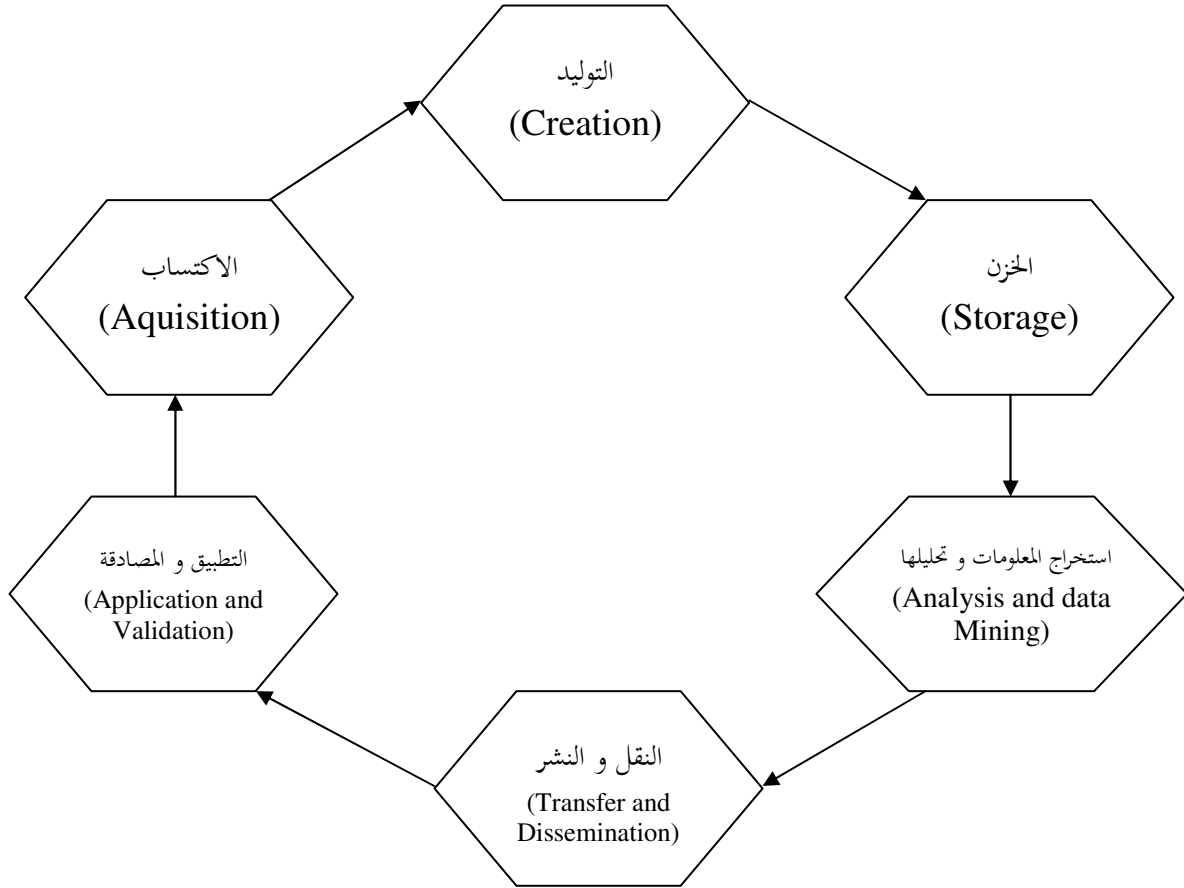 التوليد
(Creation)
الاكتساب
(Aquisition)
الخزن
(Storage)
التطبيق و المصادقة
(Application and
Validation)
استخراج المعلومات و تحليلها
(Analysis and data
Mining)
النقل و النشر
(Transfer and
Dissemination)